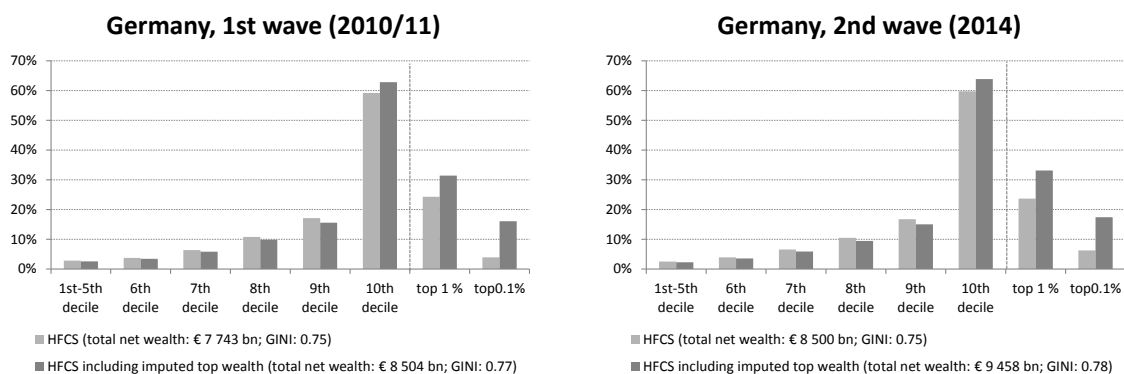 Germany, 1st wave (2010/11)
70%
60%
50%
40%
30%
20%
10%
0%
1st-5th decile
6th decile
7th decile
8th decile
9th decile
10th decile
top 1 %
top0.1%
HFCS (total net wealth: € 7 743 bn; GINI: 0.75)
HFCS including imputed top wealth (total net wealth: € 8 504 bn; GINI: 0.77)
Germany, 2nd wave (2014)
70%
60%
50%
40%
30%
20%
10%
0%
1st-5th decile
6th decile
7th decile
8th decile
9th decile
10th decile
top 1 %
top0.1%
HFCS (total net wealth: € 8 500 bn; GINI: 0.75)
HFCS including imputed top wealth (total net wealth: € 9 458 bn; GINI: 0.78)